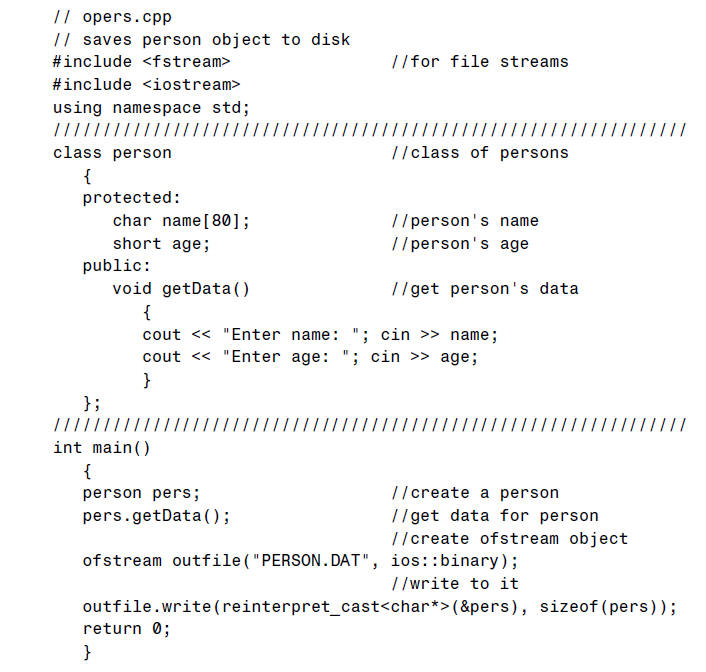 // opers.cpp
// saves person object to disk
#include <fstream>                //for file streams
#include <iostream>
using namespace std;
////////////////////////////////////////////////////////////////
class person                      //class of persons
   {
   protected:
      char name[80];              //person's name
      short age;                  //person's age
   public:
      void getData()              //get person's data
         {
         cout << "Enter name: "; cin >> name;
         cout << "Enter age: "; cin >> age;
         }
   };
////////////////////////////////////////////////////////////////
int main()
   {
   person pers;                   //create a person
   pers.getData();                //get data for person
                                  //create ofstream object
   ofstream outfile("PERSON.DAT", ios::binary);
                                  //write to it
   outfile.write(reinterpret_cast<char*>(&pers), sizeof(pers));
   return 0;
   }